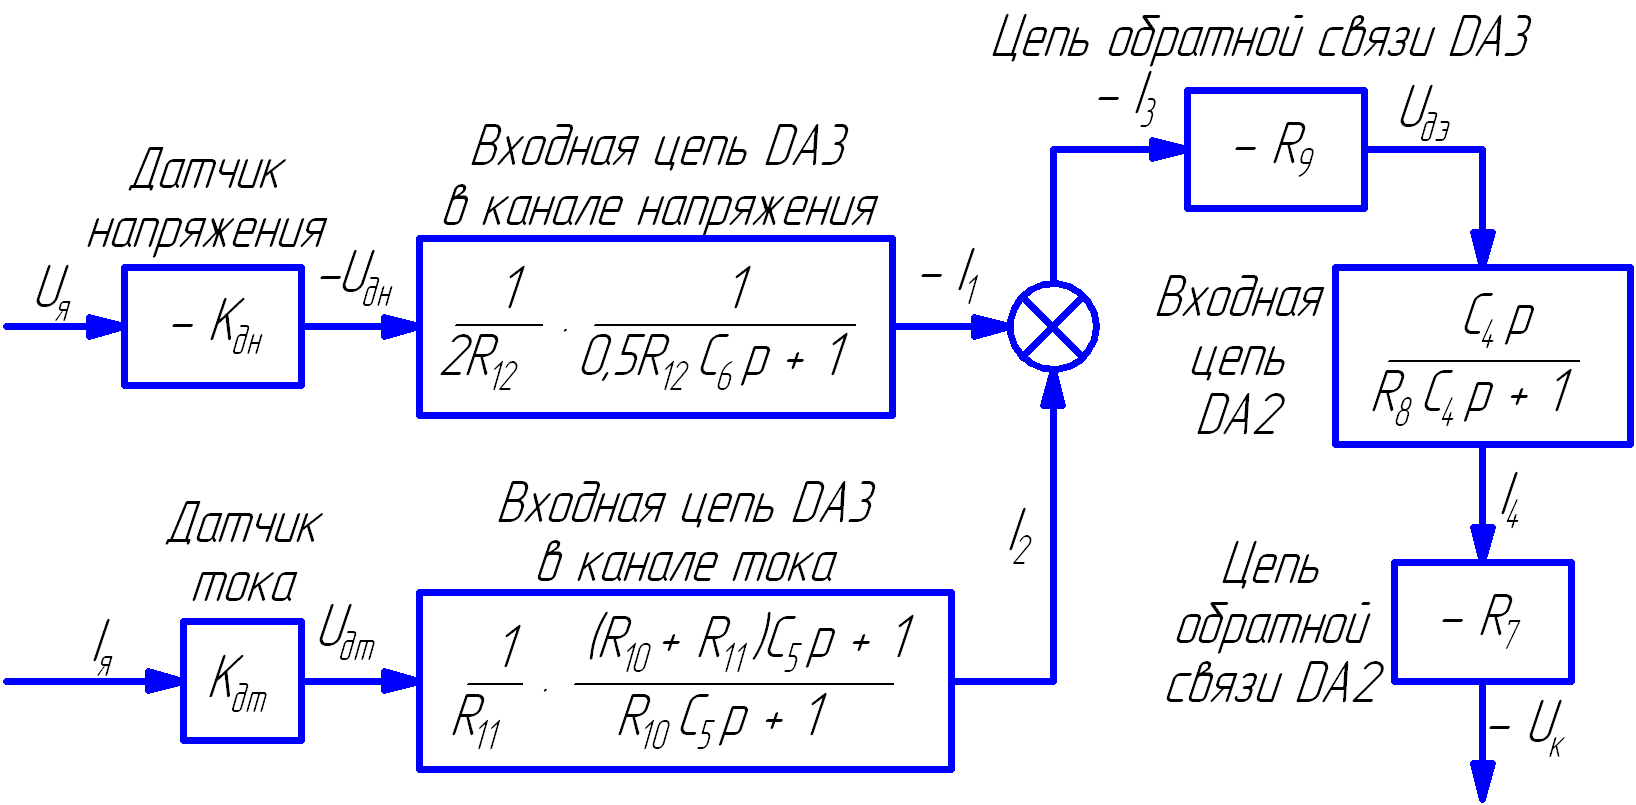 Цепь обратной связи DA3
– I₃
– R₉
Uдэ
Датчик
напряжения
Uя
– Kдн
–Uдн
Входная цепь DA3
в канале напряжения
1 / 2R₁₂ · 1 / 0,5R₁₂ C₆ p + 1
– I₁
Входная
цепь
DA2
C₄ p / R₈ C₄ p + 1
I₄
Датчик
тока
Iя
Kдт
Uдт
Входная цепь DA3
в канале тока
1 / R₁₁ · (R₁₀ + R₁₁)C₅ p + 1 / R₁₀ C₅ p + 1
I₂
Цепь
обратной
связи DA2
– R₇
– Uк